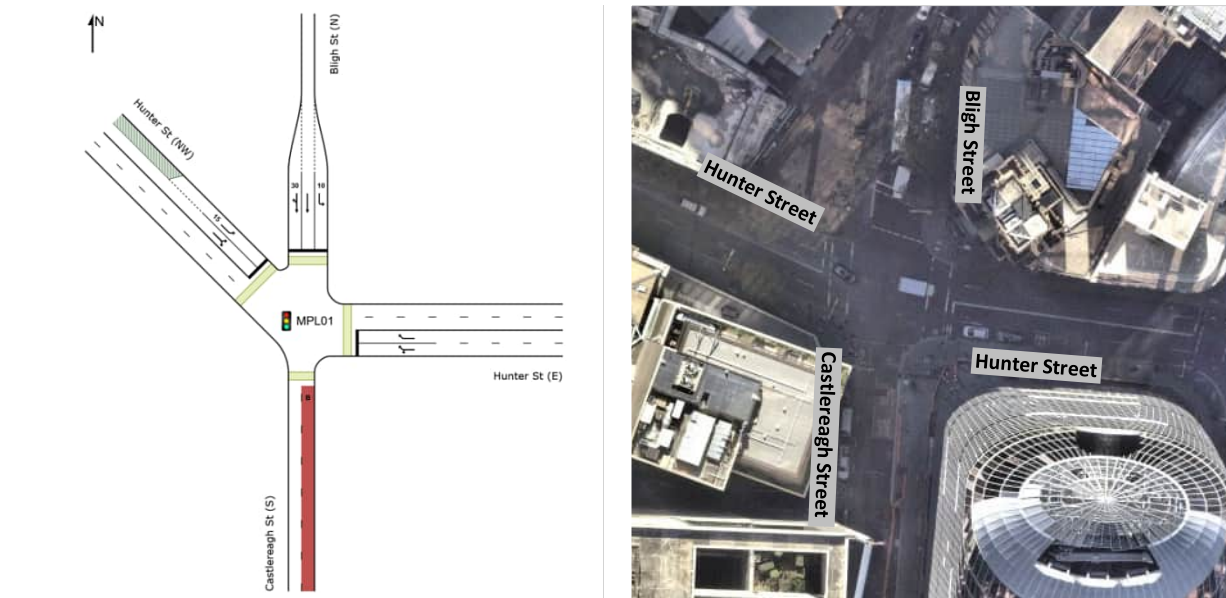 N
Bligh St (N)
Hunter St (NW)
30
10
15
MPL01
Hunter St (E)
B
Castlereagh St (S)
Bligh Street
Hunter Street
Hunter Street
Castlereagh Street